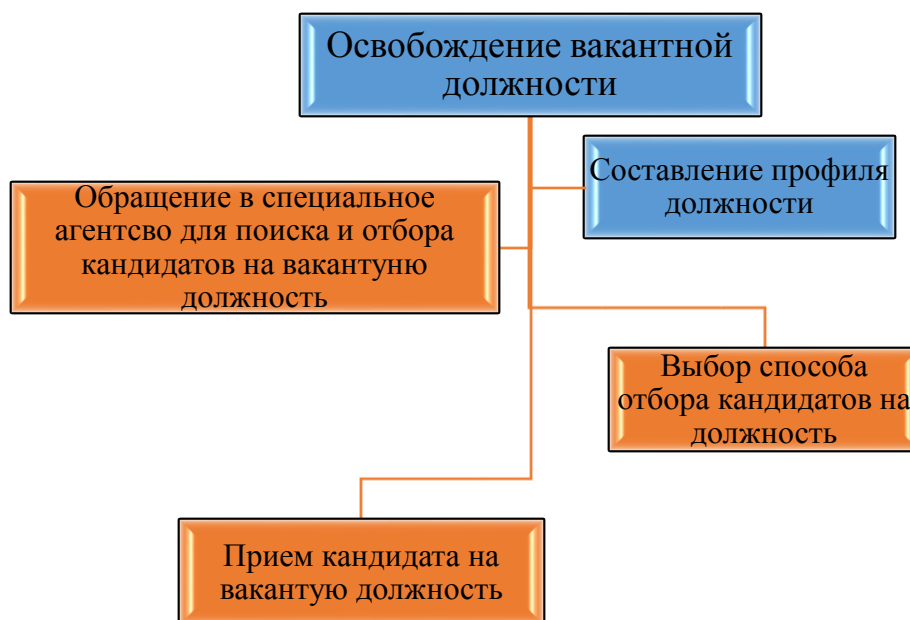 Освобождение вакантной
должности
Составление профиля
должности
Обращение в специальное
агентсво для поиска и отбора
кандидатов на вакантуню
должность
Выбор способа
отбора кандидатов на
должность
Прием кандидата на
вакантую должность